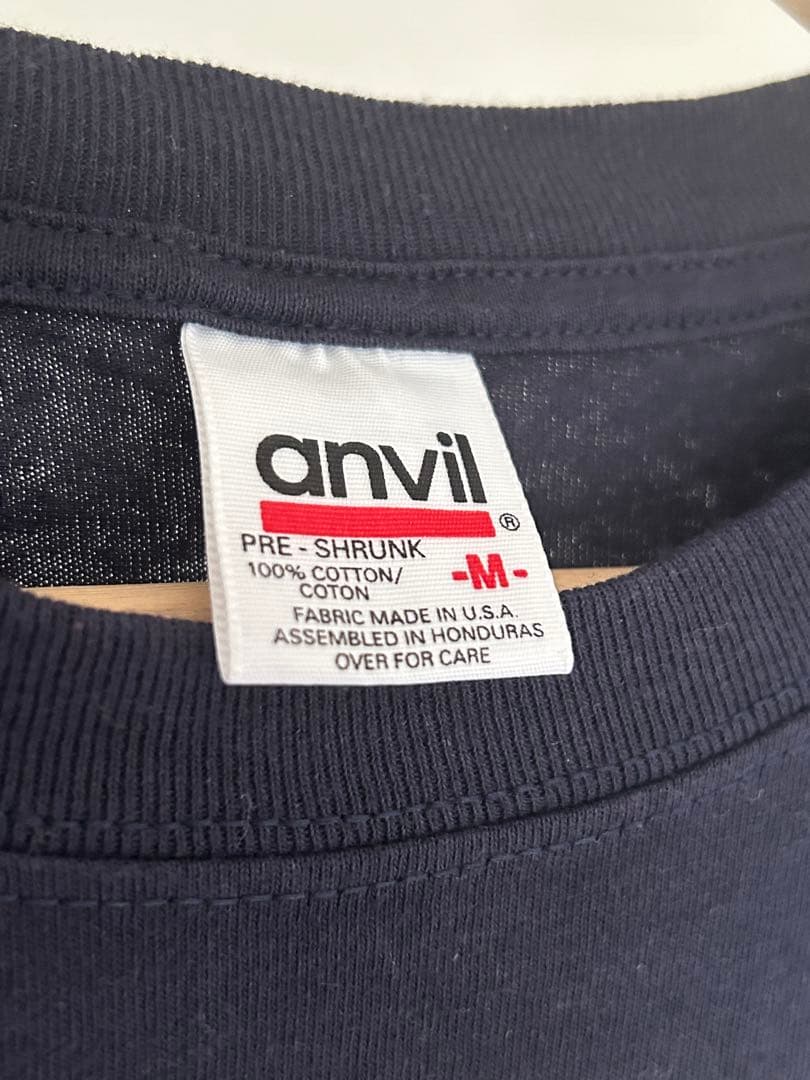 anvil
®
PRE - SHRUNK
100% COTTON/
COTON
-M-
FABRIC MADE IN U.S.A.
ASSEMBLED IN HONDURAS
OVER FOR CARE